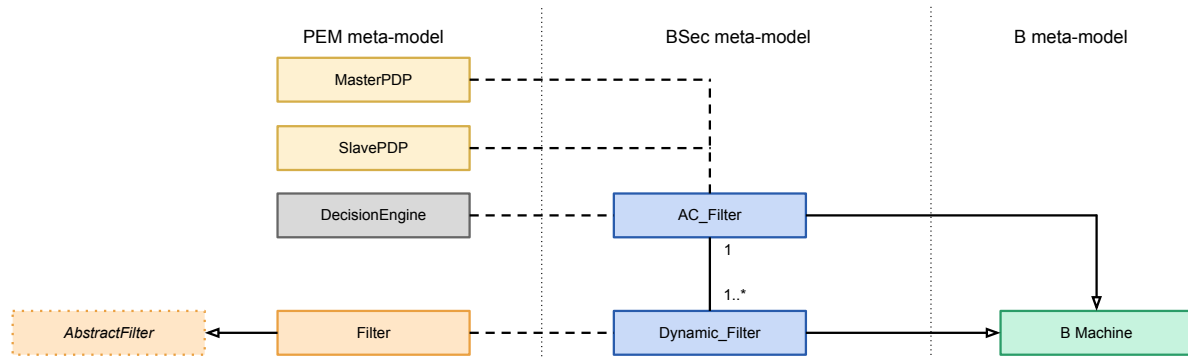 PEM meta-model
BSec meta-model
B meta-model
MasterPDP
SlavePDP
DecisionEngine
AC_Filter
1
1..*
AbstractFilter
Filter
Dynamic_Filter
B Machine